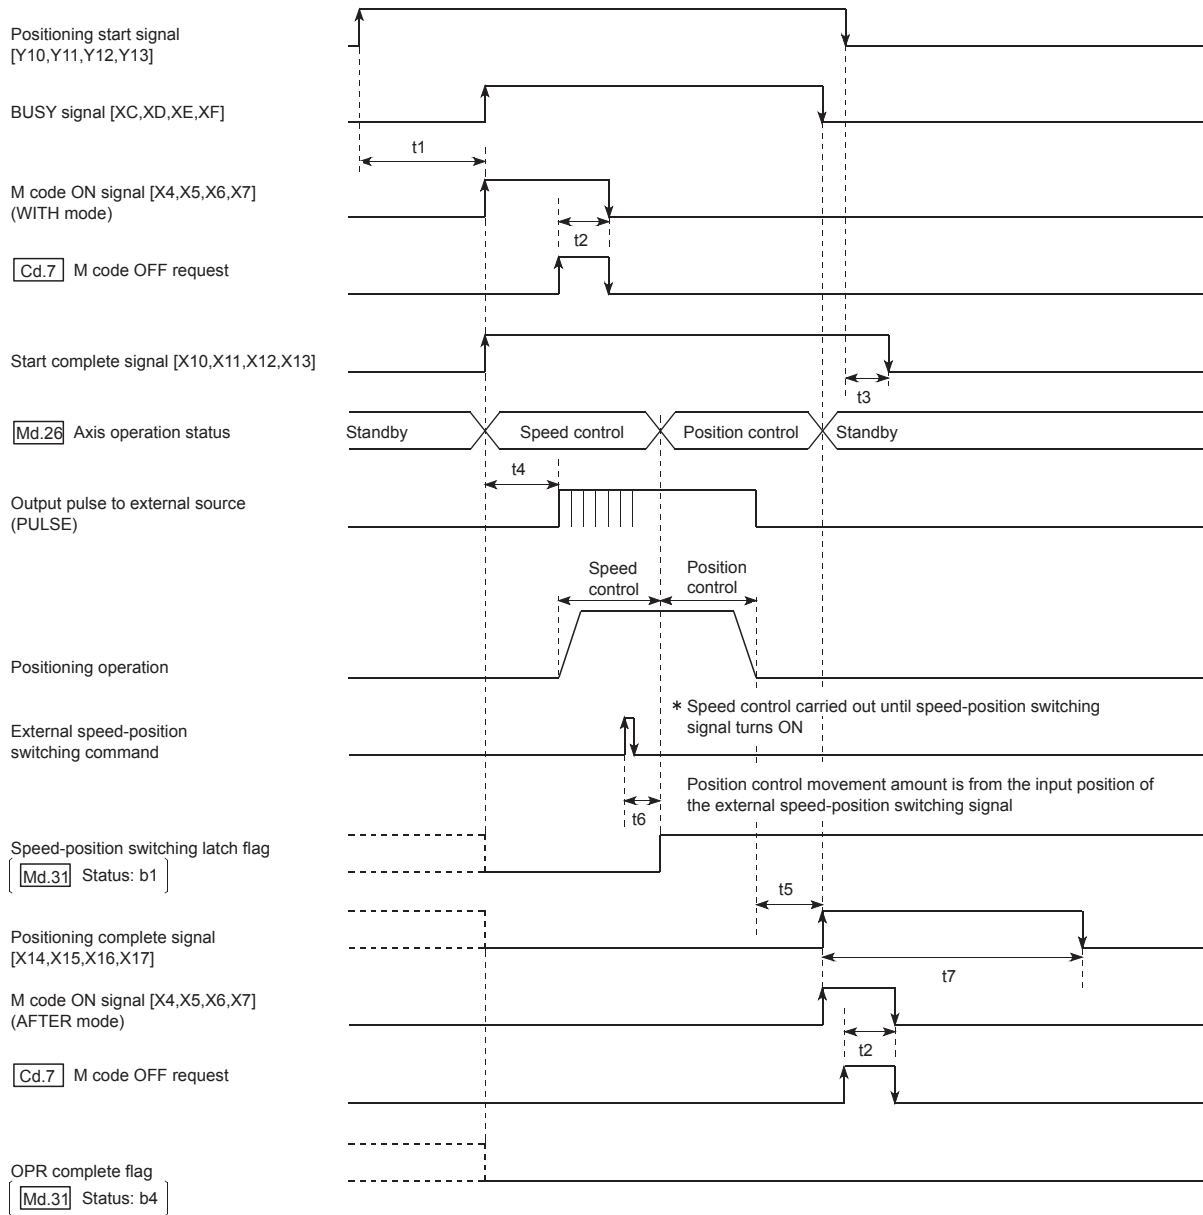 Positioning start signal
[Y10,Y11,Y12,Y13]
BUSY signal [XC,XD,XE,XF]
t1
M code ON signal [X4,X5,X6,X7]
(WITH mode)
t2
Cd.7 M code OFF request
Start complete signal [X10,X11,X12,X13]
t3
Md.26 Axis operation status
Standby
Speed control
Position control
Standby
t4
Output pulse to external source
(PULSE)
Speed
control
Position
control
Positioning operation
* Speed control carried out until speed-position switching
signal turns ON
External speed-position
switching command
Position control movement amount is from the input position of
the external speed-position switching signal
t6
Speed-position switching latch flag
Md.31 Status: b1
t5
Positioning complete signal
[X14,X15,X16,X17]
t7
M code ON signal [X4,X5,X6,X7]
(AFTER mode)
t2
Cd.7 M code OFF request
OPR complete flag
Md.31 Status: b4